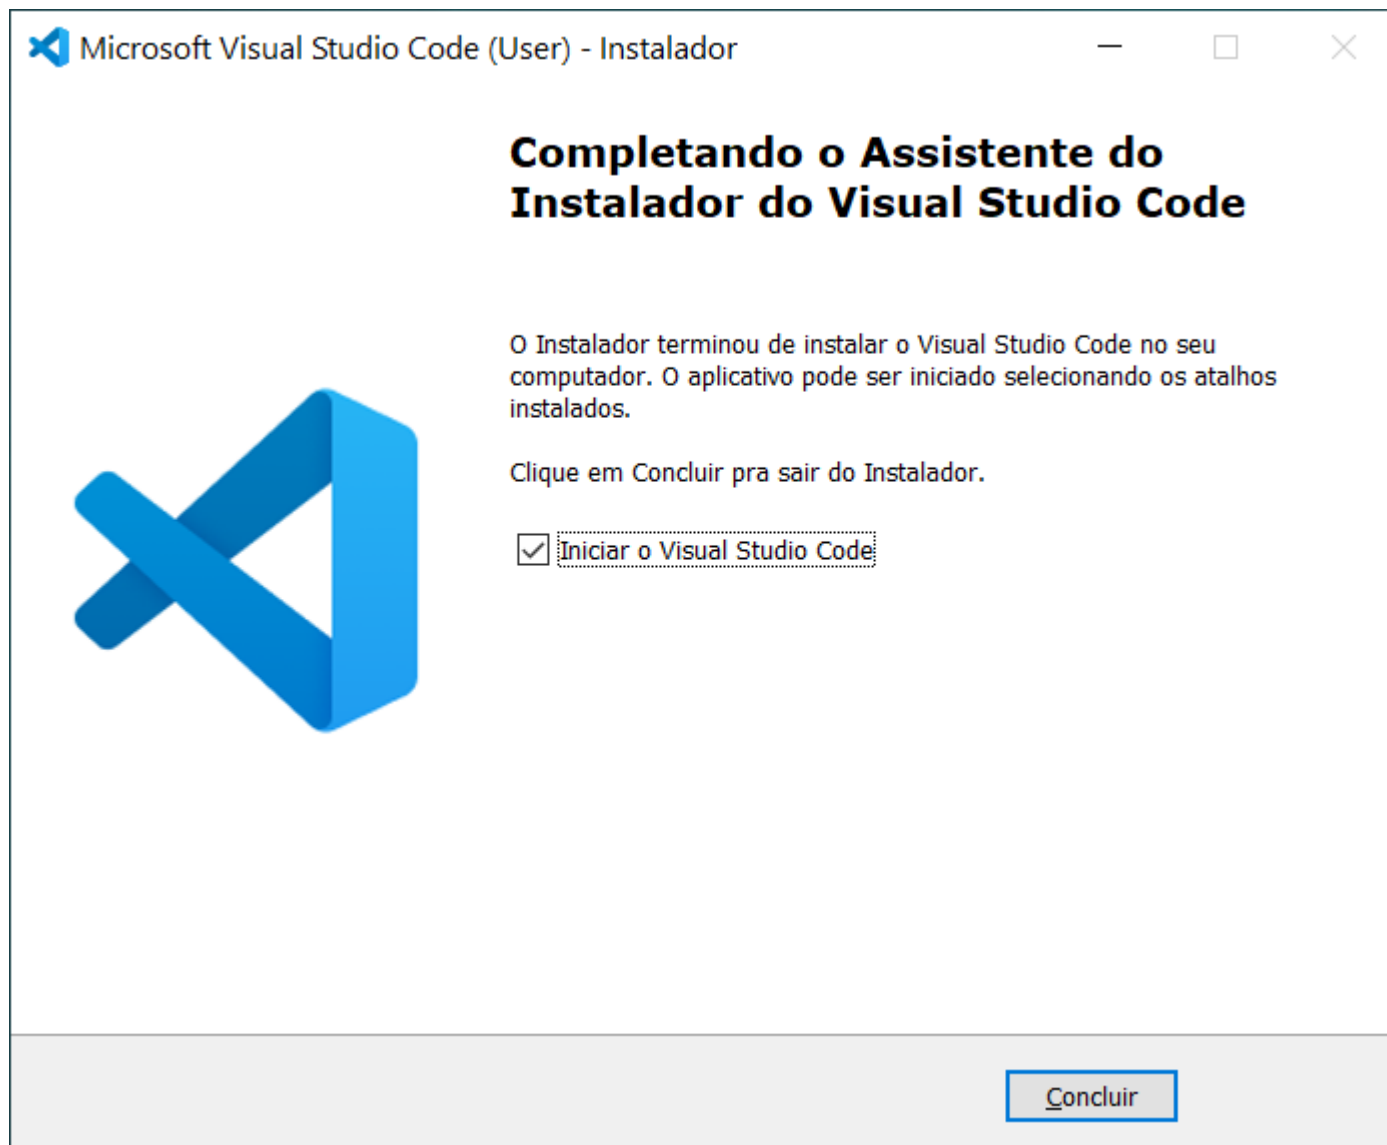 Microsoft Visual Studio Code (User) - Instalador
Completando o Assistente do
Instalador do Visual Studio Code
O Instalador terminou de instalar o Visual Studio Code no seu
computador. O aplicativo pode ser iniciado selecionando os atalhos
instalados.
Clique em Concluir pra sair do Instalador.
Iniciar o Visual Studio Code
Concluir